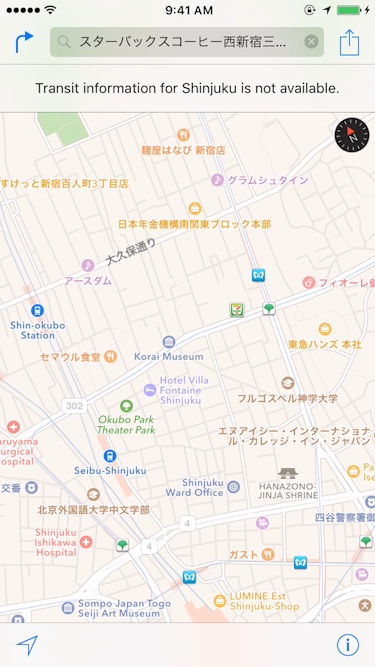 9:41 AM
スターバックスコーヒー西新宿三...
Transit information for Shinjuku is not available.
麺屋はなび 新宿店
すけっと新宿百人町3丁目店
グラムシュタイン
日本年金機構南関東ブロック本部
大久保通り
アースダム
フィオーレ健
Shin-okubo
Station
東急ハンズ 本社
セマウル食堂
Korai Museum
Hotel Villa
Fontaine
Shinjuku
フルゴスペル神学大学
302
Okubo Park
Theater Park
エヌアイシー・インターナショナ
ル・カレッジ・イン・ジャパン
aruyama
urgical
ospital
Seibu-Shinjuku
Pa
Ise
交番
Shinjuku
Ward Office
HANAZONO-
JINJA SHRINE
北京外国語大学中文学部
四谷警察署御
4
Shinjuku
Ishikawa
Hospital
4
ガスト
LUMINE Est
Shinjuku-Shop
Sompo Japan Togo
Seiji Art Museum